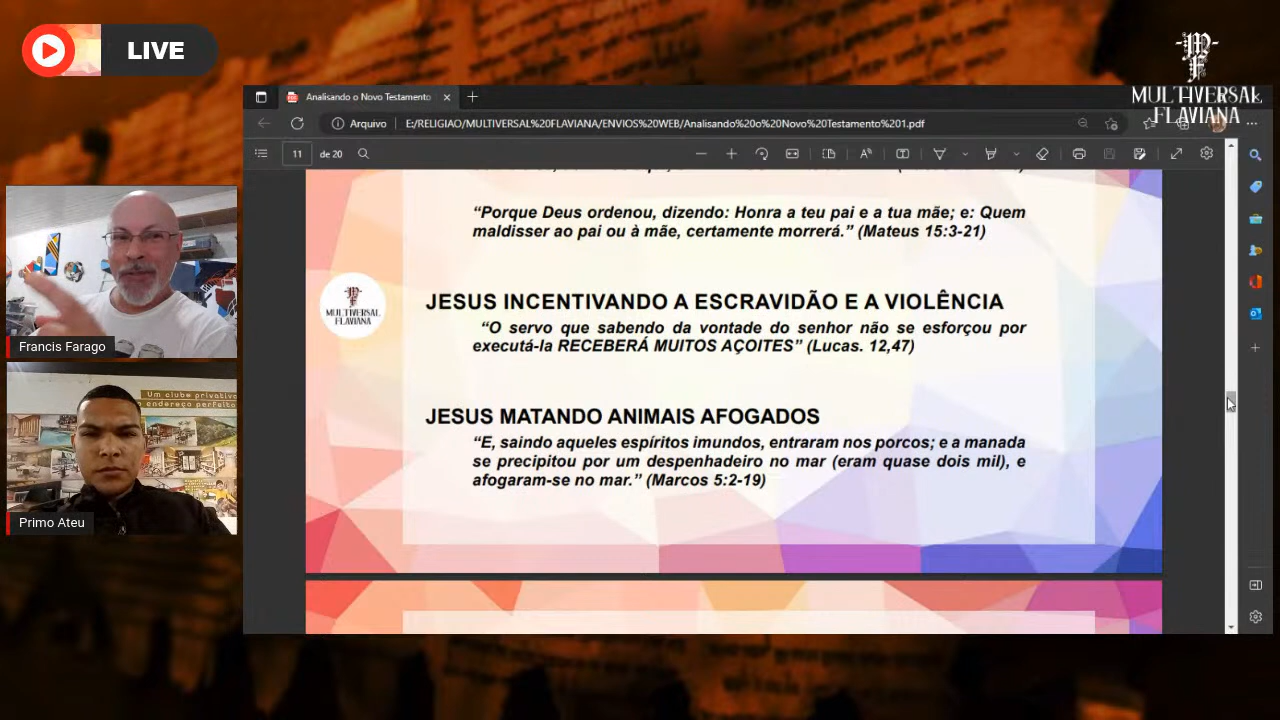 LIVE
MULTIVERSAL
FLAVIANA
Analisando o Novo Testamento
Arquivo
E:/RELIGIAO/MULTIVERSAL%20FLAVIANA/ENVIOS%20WEB/Analisando%20o%20Novo%20Testamento%201.pdf
11 de 20
“Porque Deus ordenou, dizendo: Honra a teu pai e a tua mãe; e: Quem
maldisser ao pai ou à mãe, certamente morrerá.” (Mateus 15:3-21)
MULTIVERSAL
FLAVIANA
JESUS INCENTIVANDO A ESCRAVIDÃO E A VIOLÊNCIA
“O servo que sabendo da vontade do senhor não se esforçou por
executá-la RECEBERÁ MUITOS AÇOITES” (Lucas. 12,47)
JESUS MATANDO ANIMAIS AFOGADOS
“E, saindo aqueles espíritos imundos, entraram nos porcos; e a manada
se precipitou por um despenhadeiro no mar (eram quase dois mil), e
afogaram-se no mar.” (Marcos 5:2-19)
Francis Farago
Um clube privativo
endereço perfeito
Primo Ateu